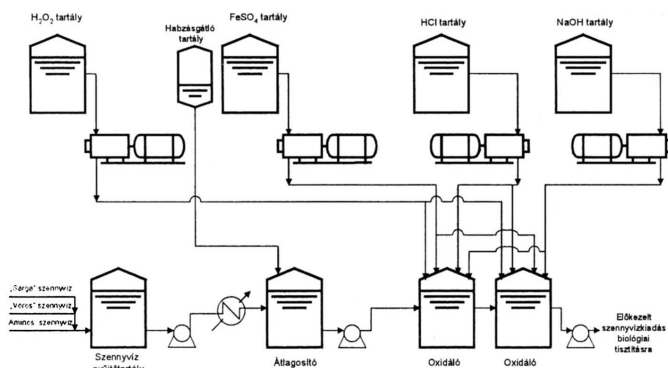 H₂O₂ tartály
Habzásgátló
tartály
FeSO₄ tartály
HCl tartály
NaOH tartály
„Sárga” szennyvíz
„Vörös” szennyvíz
„Aminos” szennyvíz
Szennyvíz
gyűjtőtartály
Átlagosító
Oxidáló
Oxidáló
Előkezelt
szennyvízkiadás
biológiai
tisztításra